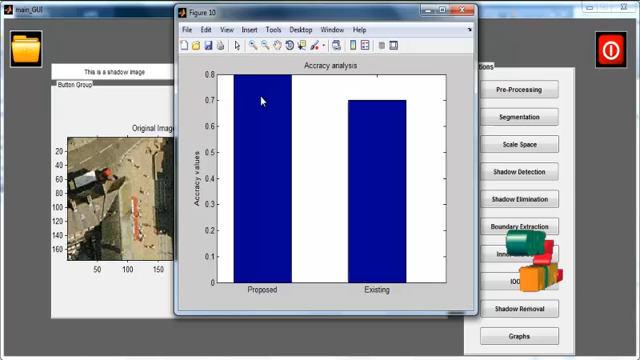 main_GUI
Figure 10
File Edit View Insert Tools Desktop Window Help
This is a shadow image
Button Group
Original Imag
20
40
60
80
100
120
140
160
50 100 150
Accracy analysis
Accracy values
0.8
0.7
0.6
0.5
0.4
0.3
0.2
0.1
0
Proposed Existing
tions
Pre-Processing
Segmentation
Scale Space
Shadow Detection
Shadow Elimination
Boundary Extraction
Shadow Removal
Graphs